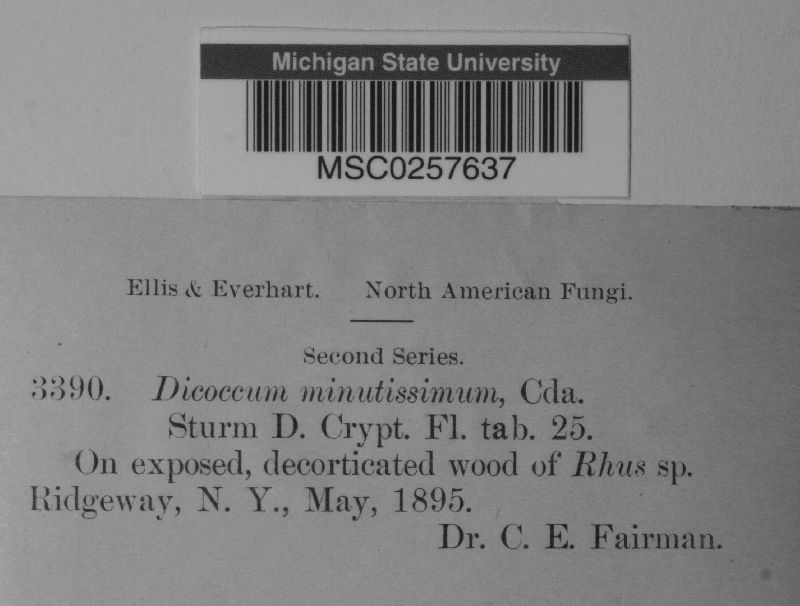 Michigan State University
MSC0257637
Ellis & Everhart. North American Fungi.
Second Series.
3390. Dicoccum minutissimum, Cda.
Sturm D. Crypt. Fl. tab. 25.
On exposed, decorticated wood of Rhus sp.
Ridgeway, N. Y., May, 1895.
Dr. C. E. Fairman.